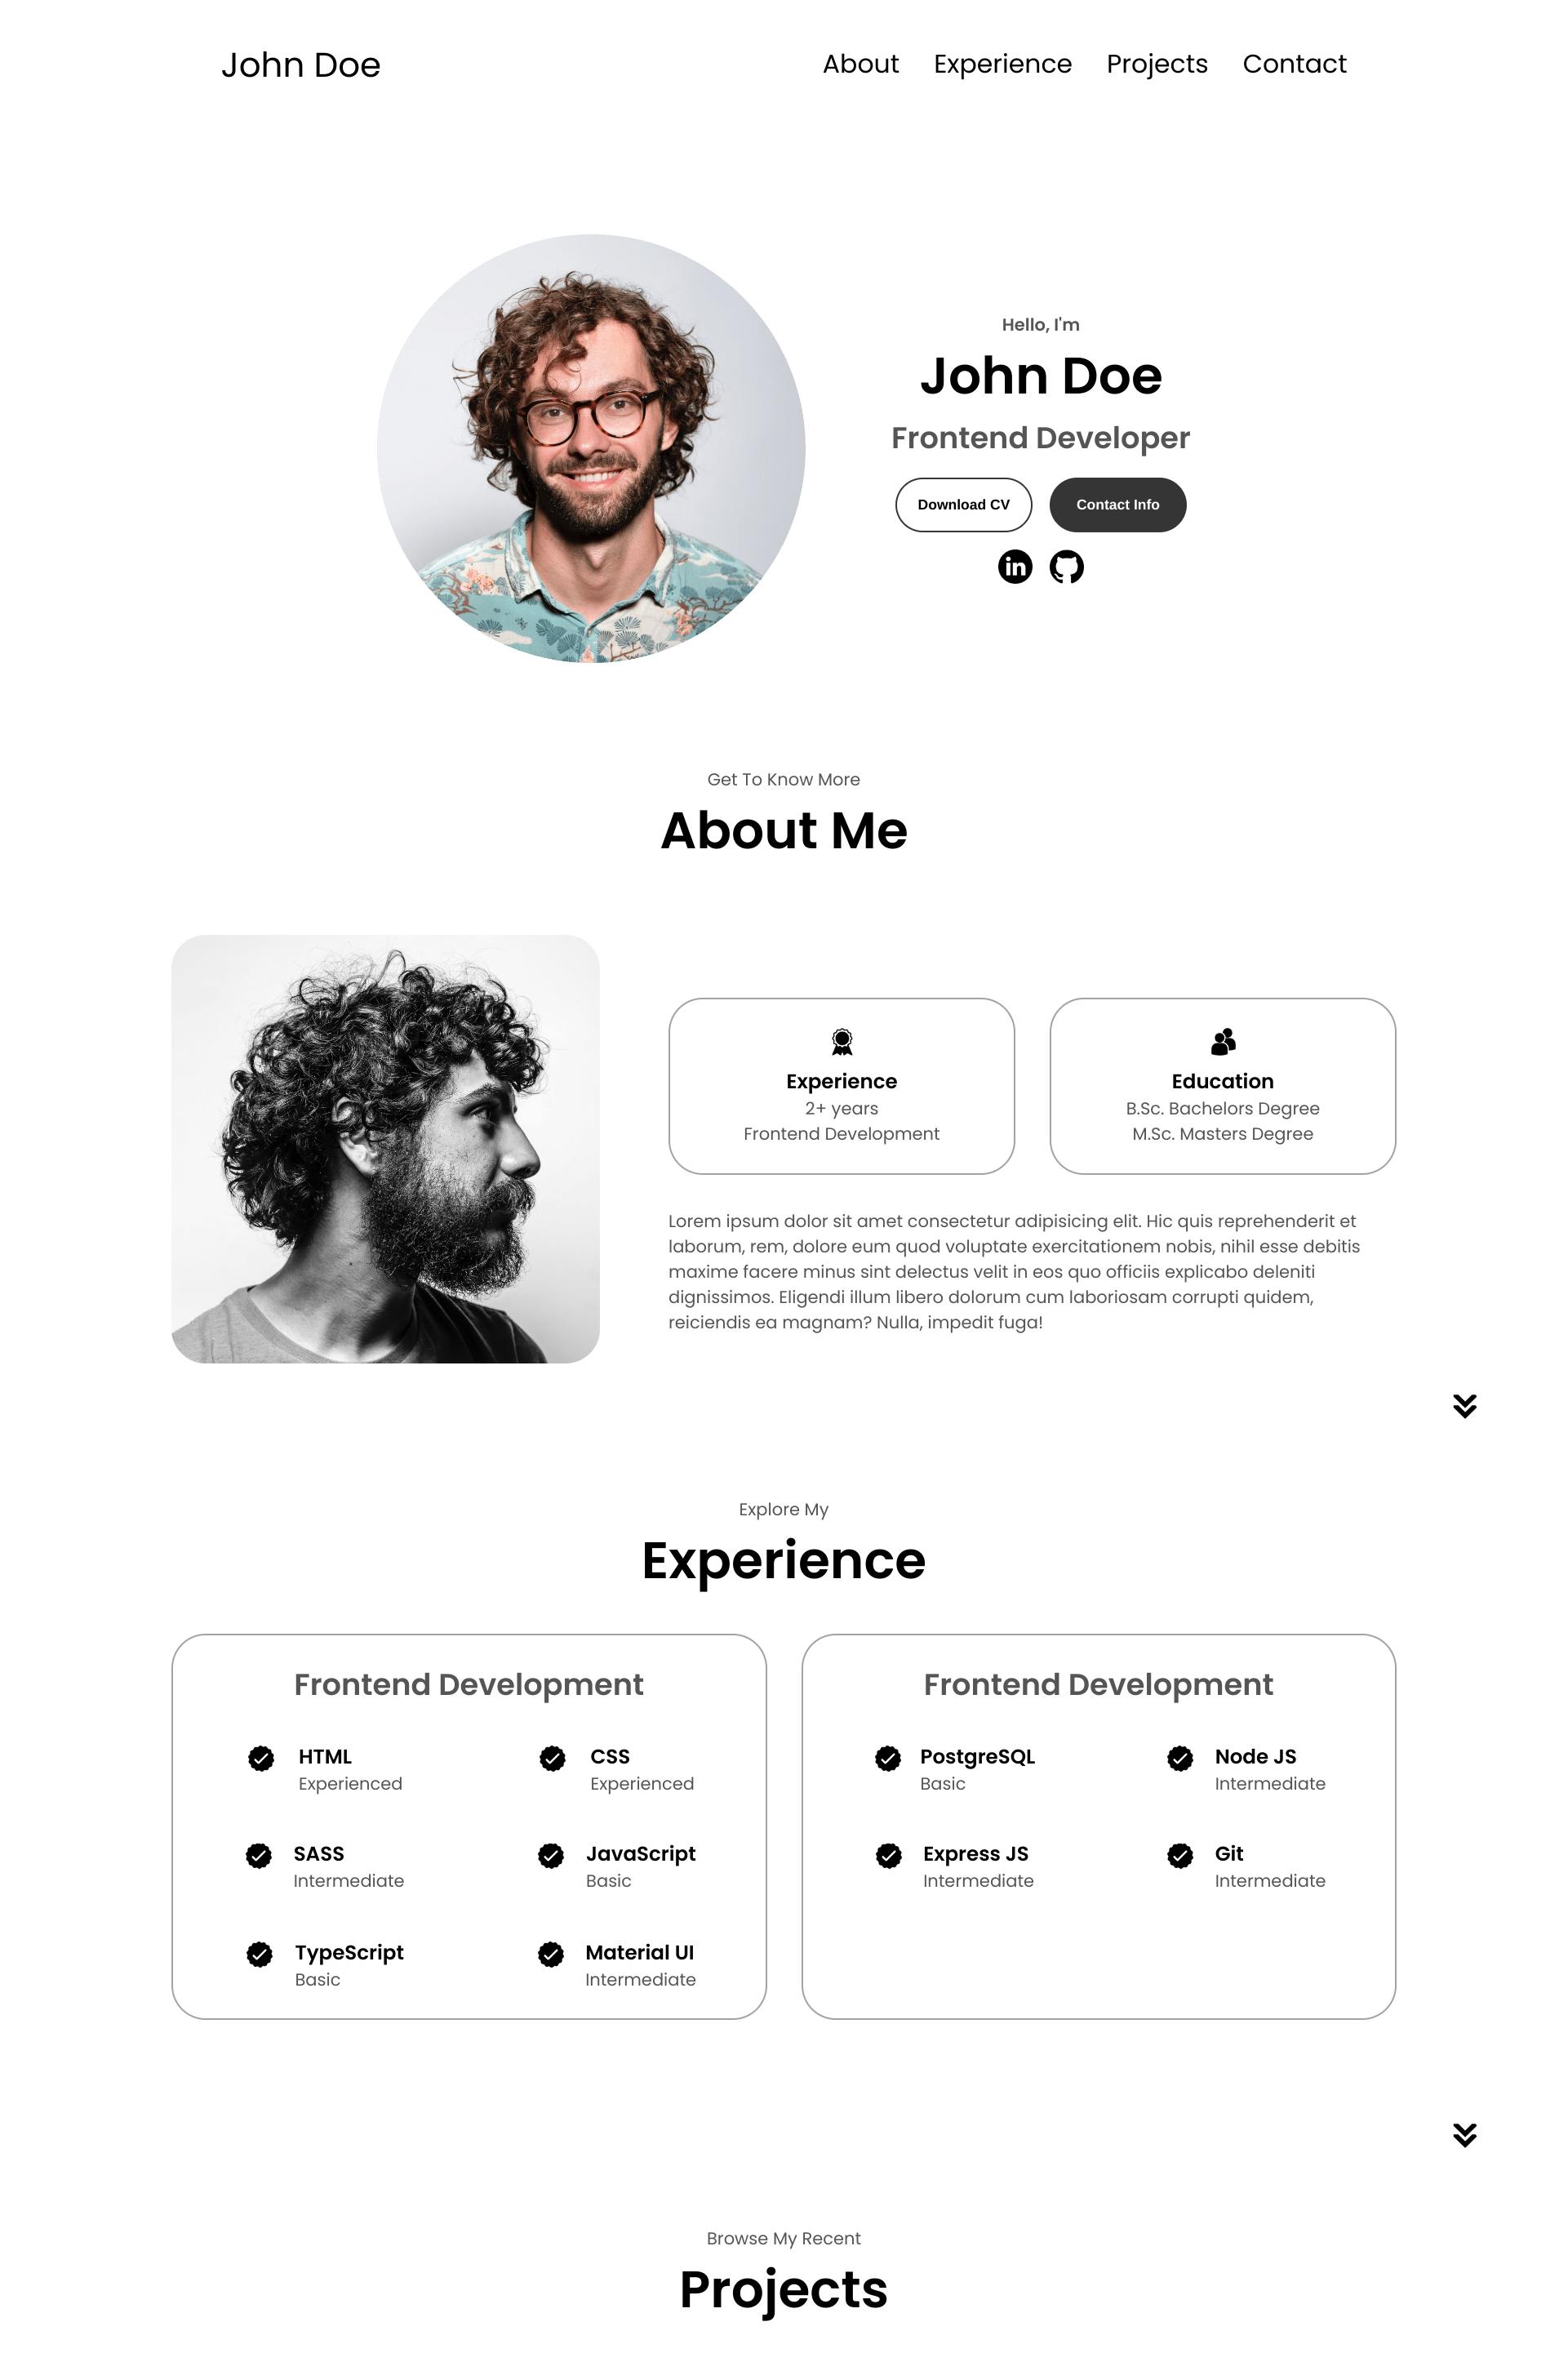 John Doe
About Experience Projects Contact
Hello, I'm
John Doe
Frontend Developer
Download CV Contact Info
in
Get To Know More
About Me
Experience
2+ years
Frontend Development
Education
B.Sc. Bachelors Degree
M.Sc. Masters Degree
Lorem ipsum dolor sit amet consectetur adipisicing elit. Hic quis reprehenderit et
laborum, rem, dolore eum quod voluptate exercitationem nobis, nihil esse debitis
maxime facere minus sint delectus velit in eos quo officiis explicabo deleniti
dignissimos. Eligendi illum libero dolorum cum laboriosam corrupti quidem,
reiciendis ea magnam? Nulla, impedit fuga!
Explore My
Experience
Frontend Development
HTML
Experienced
CSS
Experienced
SASS
Intermediate
JavaScript
Basic
TypeScript
Basic
Material UI
Intermediate
Frontend Development
PostgreSQL
Basic
Node JS
Intermediate
Express JS
Intermediate
Git
Intermediate
Browse My Recent
Projects